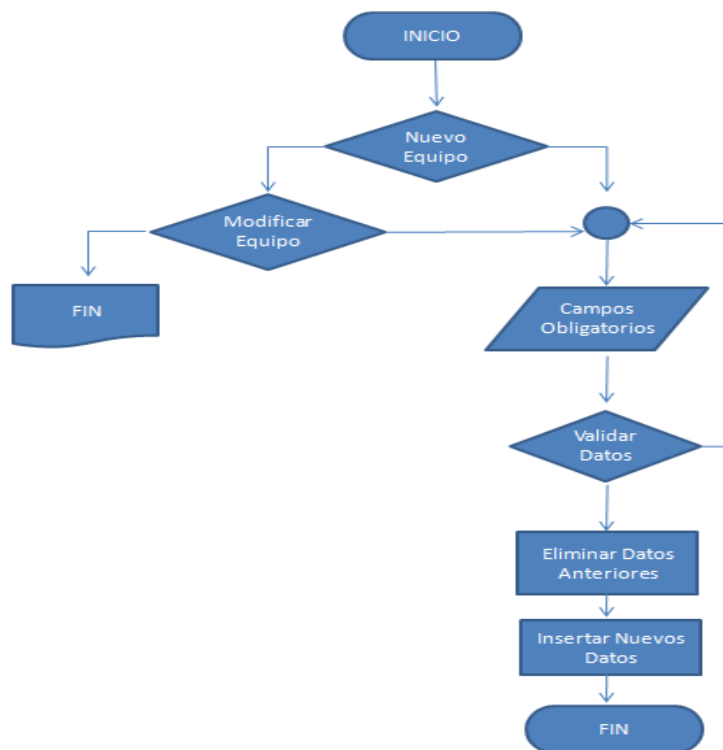 INICIO
Nuevo
Equipo
Modificar
Equipo
FIN
Campos
Obligatorios
Validar
Datos
Eliminar Datos
Anteriores
Insertar Nuevos
Datos
FIN